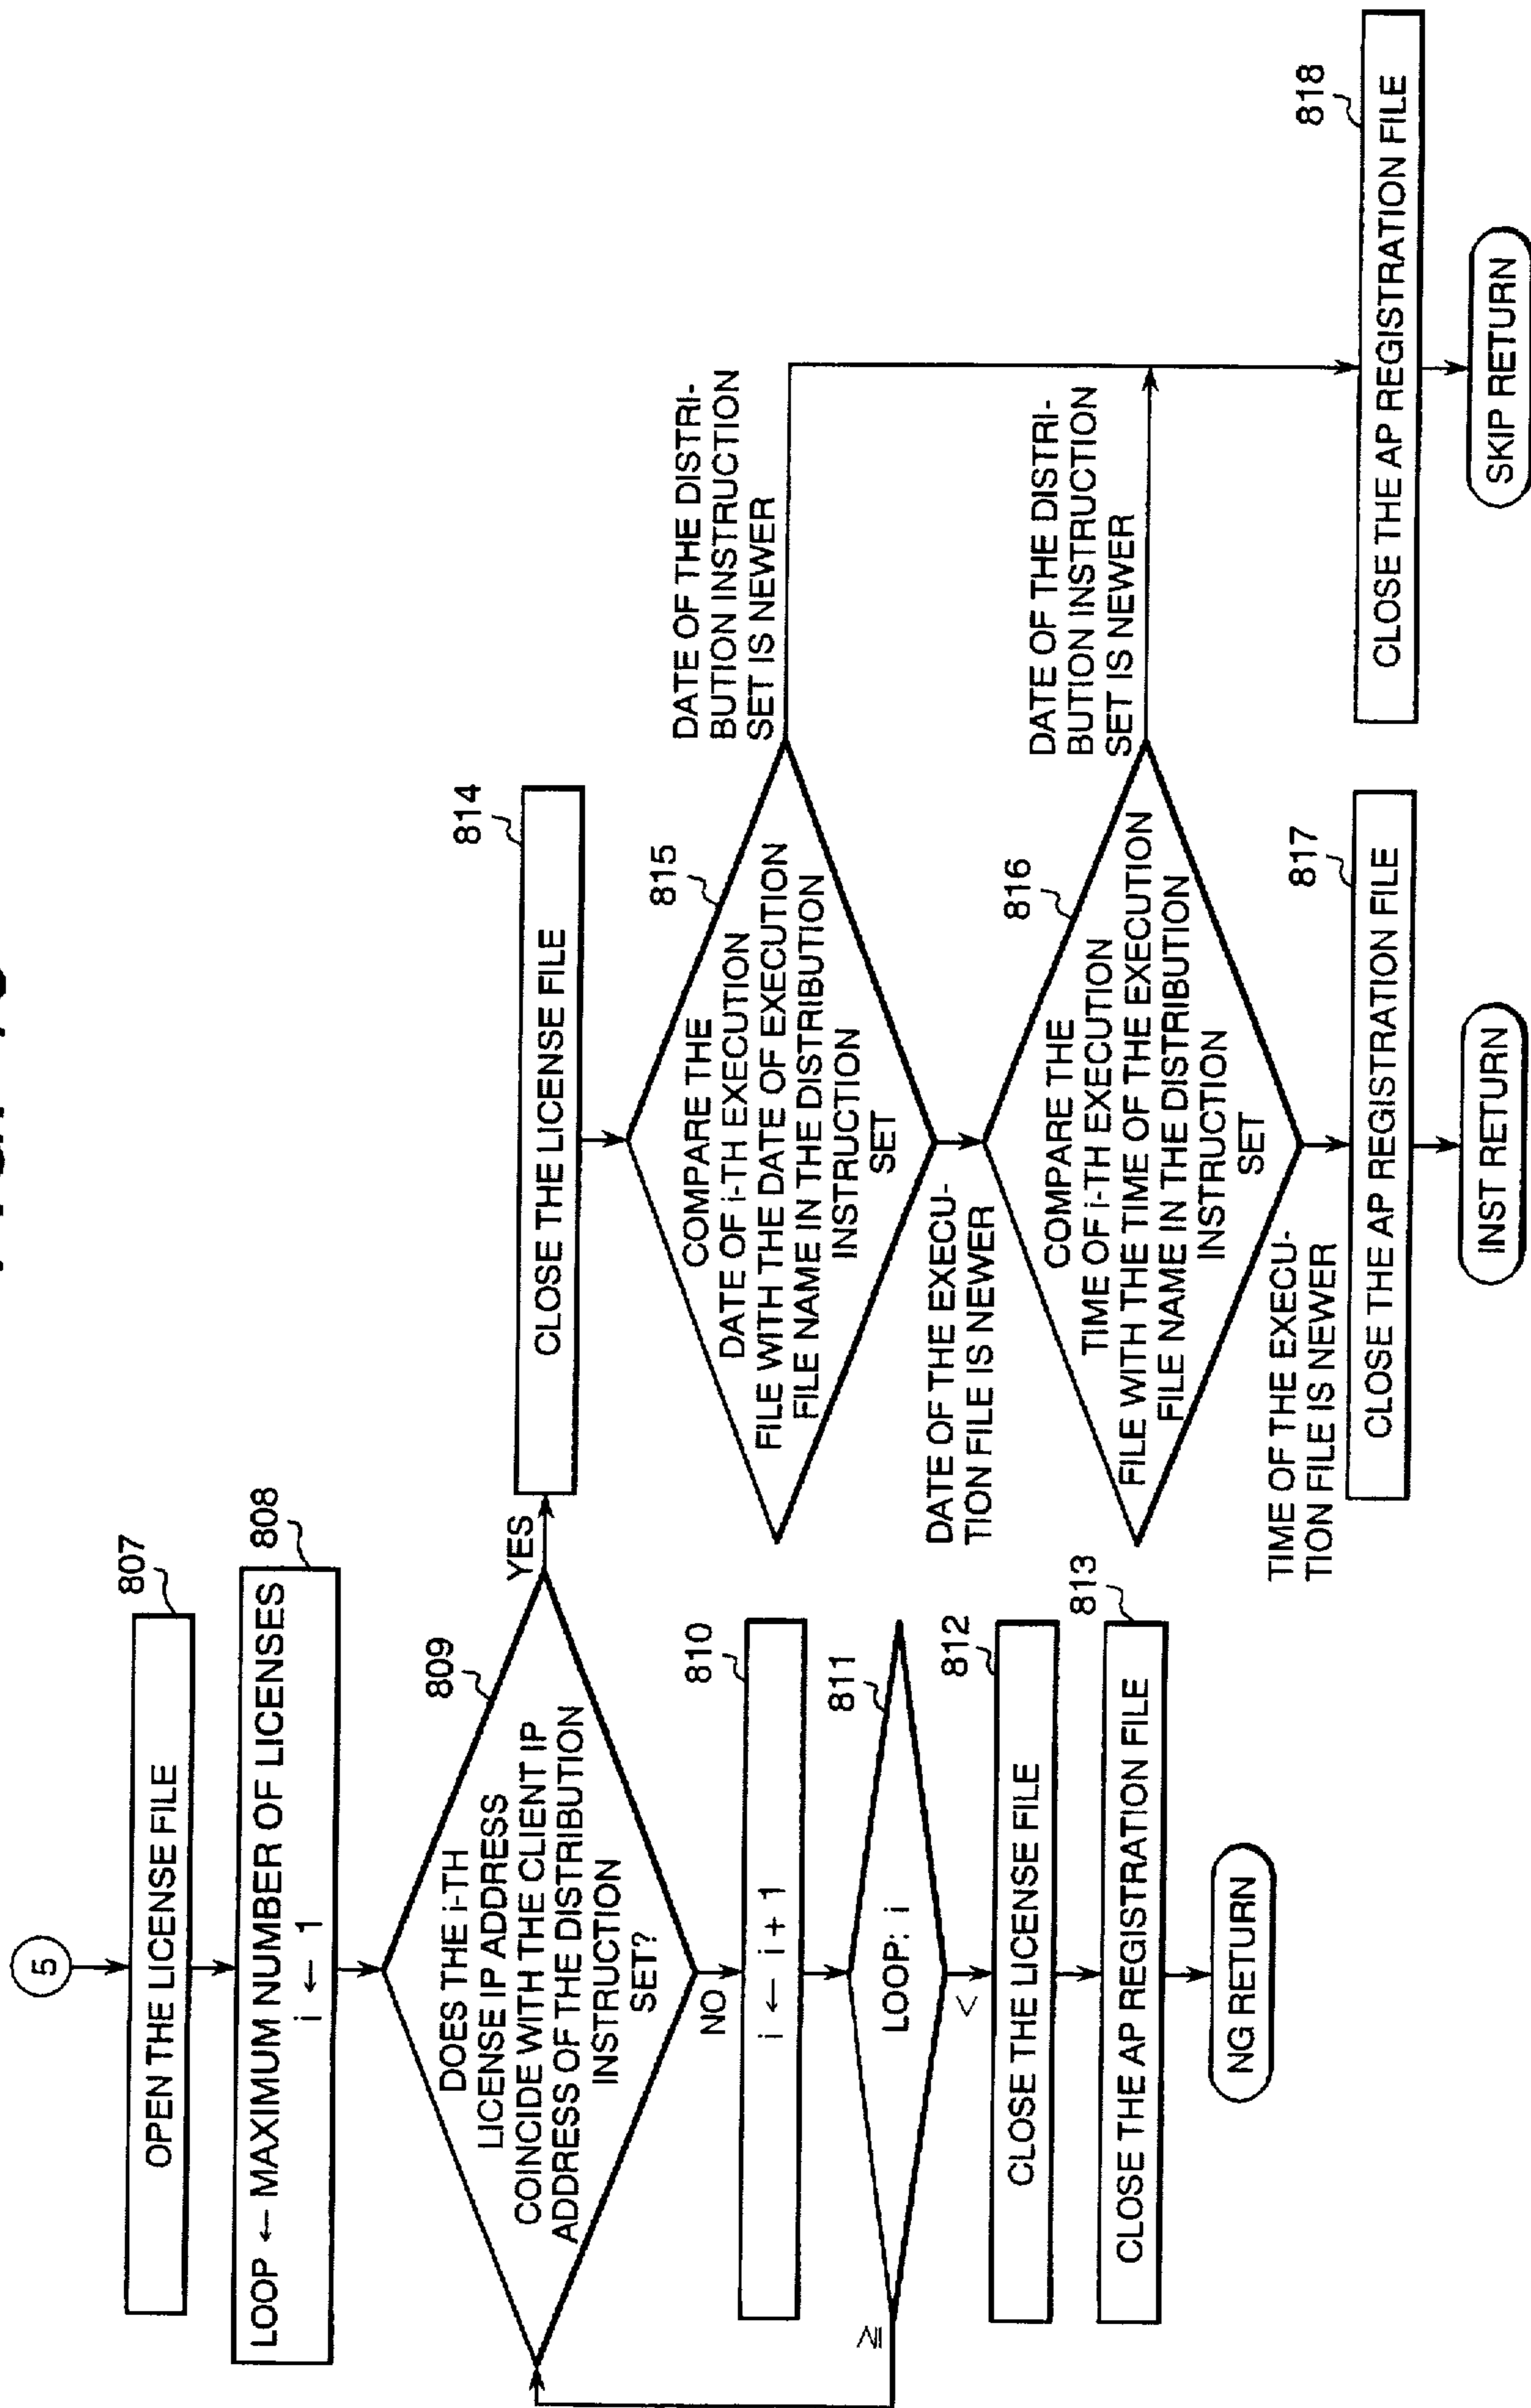 5
807
OPEN THE LICENSE FILE
808
LOOP ← MAXIMUM NUMBER OF LICENSES
i ← 1
809
DOES THE i-TH
LICENSE IP ADDRESS
COINCIDE WITH THE CLIENT IP
ADDRESS OF THE DISTRIBUTION
INSTRUCTION
SET?
YES
NO
810
i ← i + 1
811
LOOP: i
≥
<
812
CLOSE THE LICENSE FILE
813
CLOSE THE AP REGISTRATION FILE
NG RETURN
814
CLOSE THE LICENSE FILE
815
COMPARE THE
DATE OF i-TH EXECUTION
FILE WITH THE DATE OF EXECUTION
FILE NAME IN THE DISTRIBUTION
INSTRUCTION
SET
DATE OF THE DISTRI-
BUTION INSTRUCTION
SET IS NEWER
DATE OF THE EXECU-
TION FILE IS NEWER
816
COMPARE THE
TIME OF i-TH EXECUTION
FILE WITH THE TIME OF THE EXECUTION
FILE NAME IN THE DISTRIBUTION
INSTRUCTION
SET
DATE OF THE DISTRI-
BUTION INSTRUCTION
SET IS NEWER
TIME OF THE EXECU-
TION FILE IS NEWER
817
CLOSE THE AP REGISTRATION FILE
INST RETURN
818
CLOSE THE AP REGISTRATION FILE
SKIP RETURN